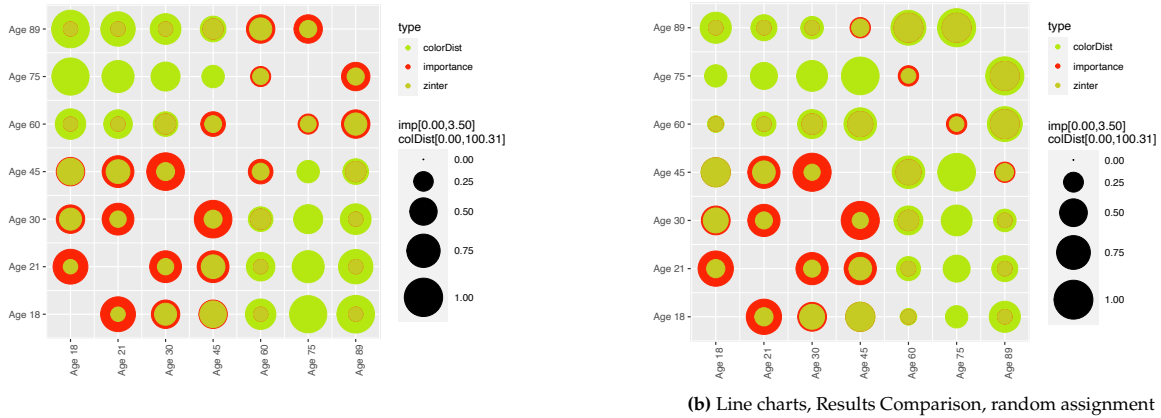 Age 89
Age 75
Age 60
Age 45
Age 30
Age 21
Age 18
Age 18
Age 21
Age 30
Age 45
Age 60
Age 75
Age 89
type
colorDist
importance
zinter
imp[0.00,3.50]
colDist[0.00,100.31]
0.00
0.25
0.50
0.75
1.00
Age 89
Age 75
Age 60
Age 45
Age 30
Age 21
Age 18
Age 18
Age 21
Age 30
Age 45
Age 60
Age 75
Age 89
type
colorDist
importance
zinter
imp[0.00,3.50]
colDist[0.00,100.31]
0.00
0.25
0.50
0.75
1.00
(b) Line charts, Results Comparison, random assignment